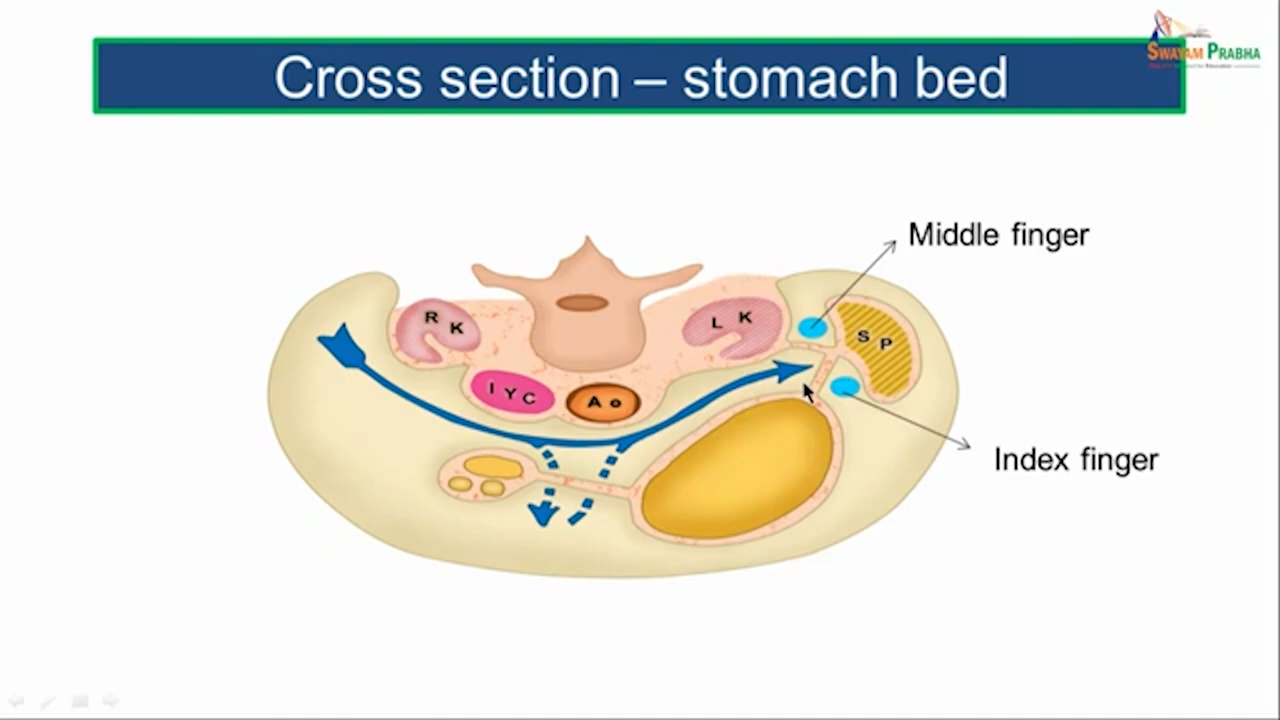 Cross section – stomach bed
SWAYAM PRABHA
Middle finger
R K
L K
S P
I Y C
A o
Index finger